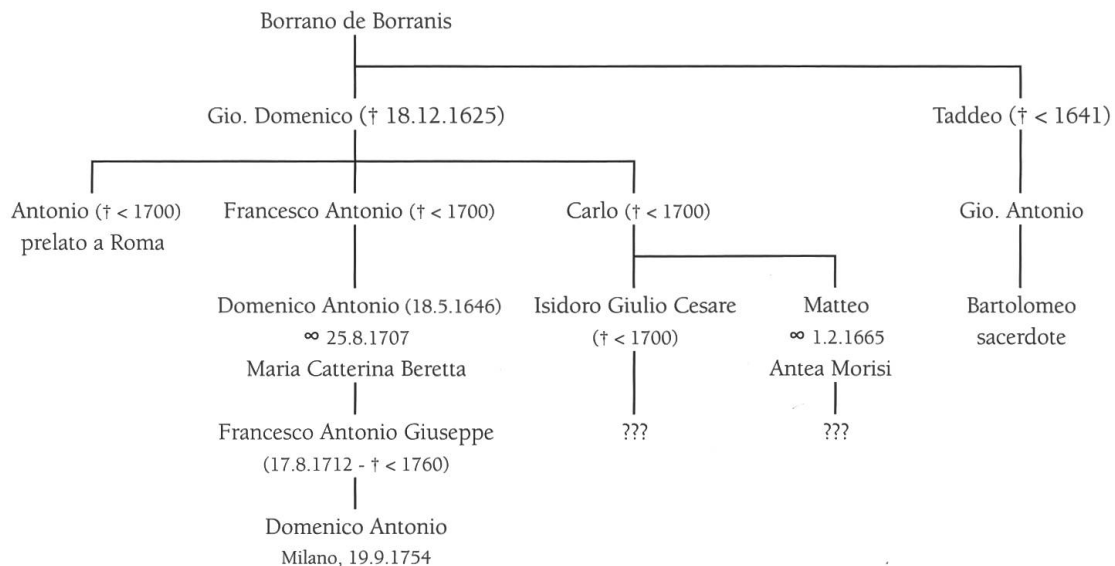 Borrano de Borranis
Gio. Domenico († 18.12.1625)
Taddeo († < 1641)
Antonio († < 1700)
prelato a Roma
Francesco Antonio († < 1700)
Carlo († < 1700)
Gio. Antonio
Domenico Antonio (18.5.1646)
∞ 25.8.1707
Maria Catterina Beretta
Isidoro Giulio Cesare
(† < 1700)
Matteo
∞ 1.2.1665
Antea Morisi
Bartolomeo
sacerdote
Francesco Antonio Giuseppe
(17.8.1712 - † < 1760)
???
???
Domenico Antonio
Milano, 19.9.1754